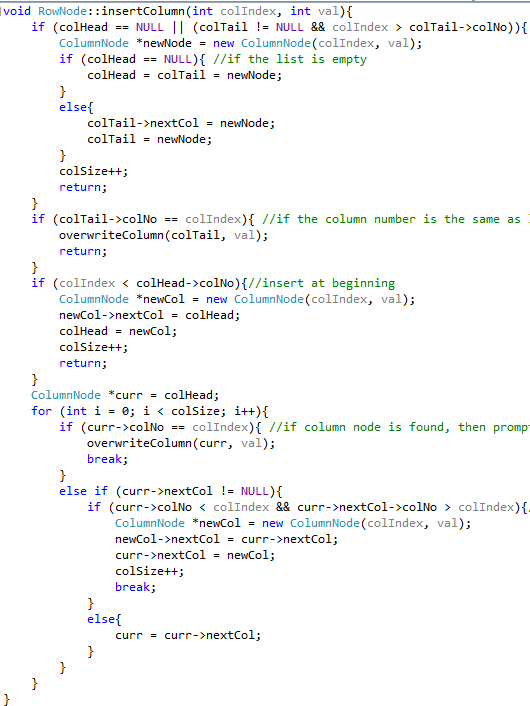 void RowNode::insertColumn(int colIndex, int val){
    if (colHead == NULL || (colTail != NULL && colIndex > colTail->colNo)){
        ColumnNode *newNode = new ColumnNode(colIndex, val);
        if (colHead == NULL){ //if the list is empty
            colHead = colTail = newNode;
        }
        else{
            colTail->nextCol = newNode;
            colTail = newNode;
        }
        colSize++;
        return;
    }
    if (colTail->colNo == colIndex){ //if the column number is the same as
        overwriteColumn(colTail, val);
        return;
    }
    if (colIndex < colHead->colNo){//insert at beginning
        ColumnNode *newCol = new ColumnNode(colIndex, val);
        newCol->nextCol = colHead;
        colHead = newCol;
        colSize++;
        return;
    }
    ColumnNode *curr = colHead;
    for (int i = 0; i < colSize; i++){
        if (curr->colNo == colIndex){ //if column node is found, then promp
            overwriteColumn(curr, val);
            break;
        }
        else if (curr->nextCol != NULL){
            if (curr->colNo < colIndex && curr->nextCol->colNo > colIndex){
                ColumnNode *newCol = new ColumnNode(colIndex, val);
                newCol->nextCol = curr->nextCol;
                curr->nextCol = newCol;
                colSize++;
                break;
            }
            else{
                curr = curr->nextCol;
            }
        }
    }
}